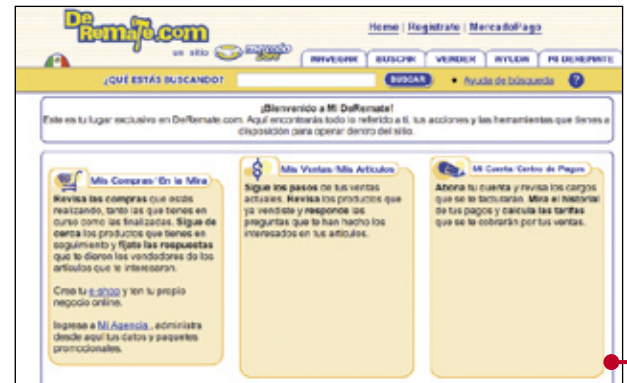 DeRemate.com
un sitio mercado libre
Home | Regístrate | MercadoPago
NAVEGAR BUSCAR VENDER AYUDA MI DEREMATE
¿QUÉ ESTÁS BUSCANDO? BUSCAR • Ayuda de búsqueda ?
¡Bienvenido a Mi DeRemate!
Este es tu lugar exclusivo en DeRemate.com. Aquí encontrarás todo lo referido a ti, tus acciones y las herramientas que tienes a
disposición para operar dentro del sitio.
Mis Compras/En la Mira
Revisa las compras que estás
realizando, tanto las que tienes en
curso como las finalizadas. Sigue de
cerca los productos que tienes en
seguimiento y fíjate las respuestas
que te dieron los vendedores de los
artículos que te interesaron.
Crea tu e-shop y ten tu propio
negocio online.
Ingresa a Mi Agencia, administra
desde aquí tus datos y paquetes
promocionales.
Mis Ventas/Mis Artículos
Sigue los pasos de tus ventas
actuales. Revisa los productos que
ya vendiste y responde las
preguntas que te han hecho los
interesados en tus artículos.
Mi Cuenta/Centro de Pagos
Abona tu cuenta y revisa los cargos
que se te facturaran. Mira el historial
de tus pagos y calcula las tarifas
que se te cobrarán por tus ventas.